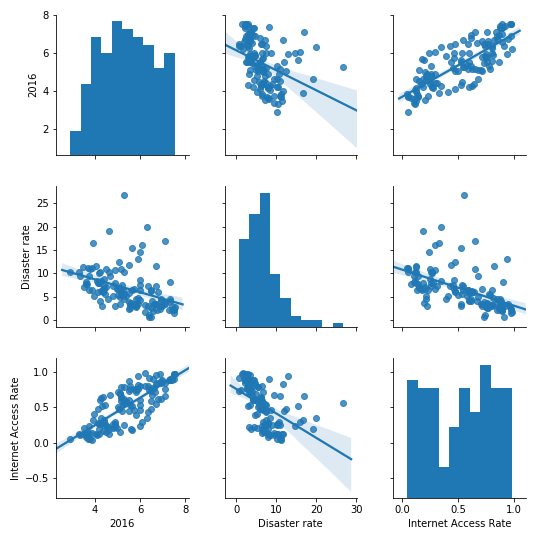 2016
8
6
4
2
Disaster rate
25
20
15
10
5
0
Internet Access Rate
1.0
0.5
0.0
−0.5
4 6 8
2016
0 10 20 30
Disaster rate
0.0 0.5 1.0
Internet Access Rate